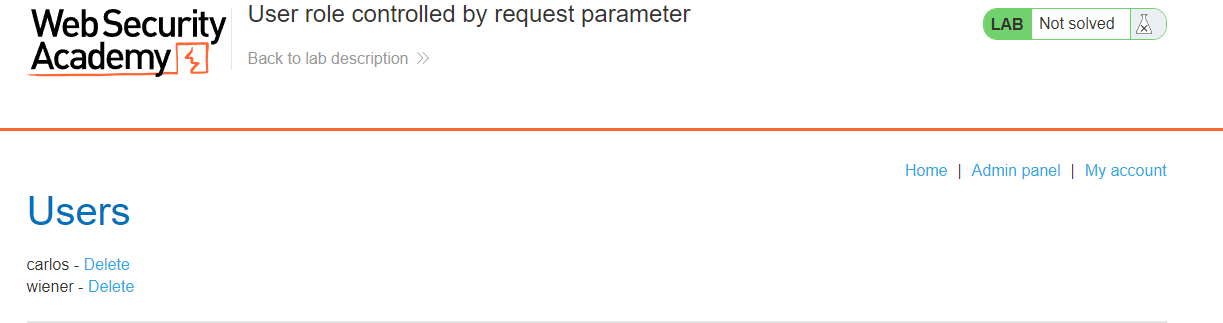 Web Security
Academy
User role controlled by request parameter
Back to lab description >>
LAB Not solved
Home | Admin panel | My account
Users
carlos - Delete
wiener - Delete